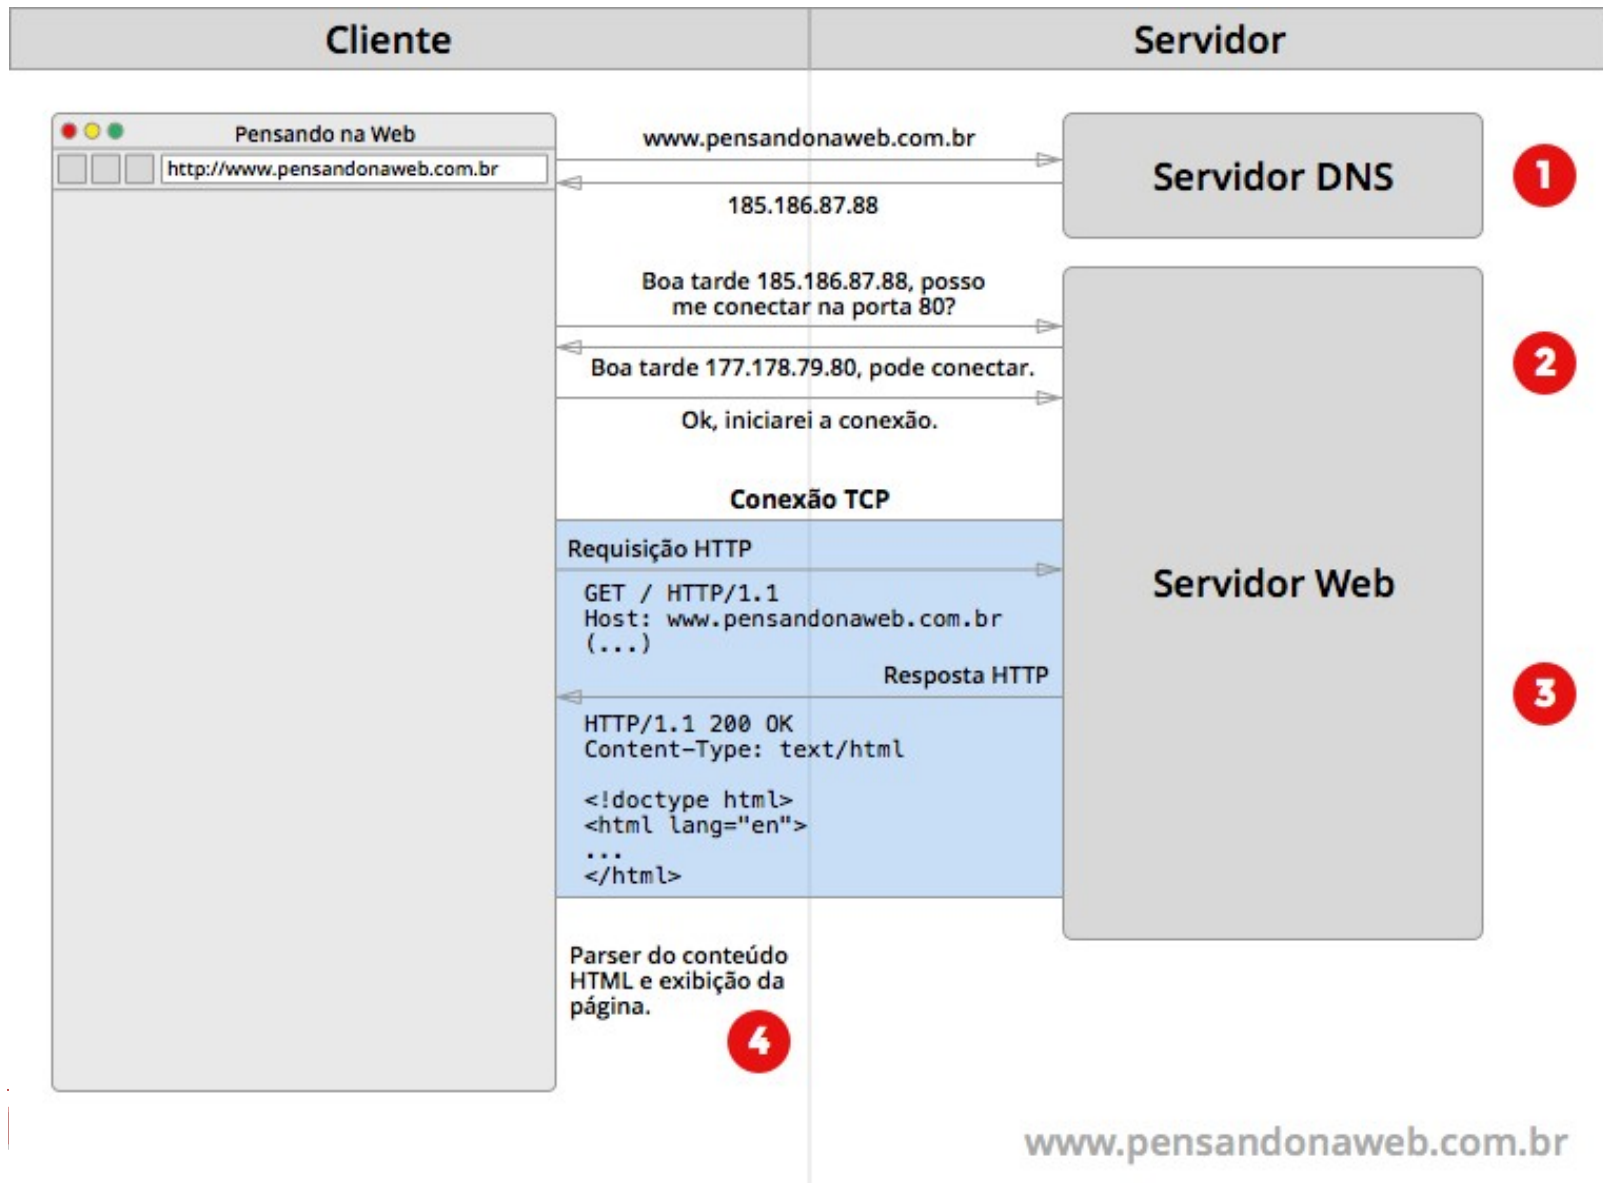 Cliente
Servidor
Pensando na Web
http://www.pensandonaweb.com.br
www.pensandonaweb.com.br
185.186.87.88
Servidor DNS
1
Boa tarde 185.186.87.88, posso
me conectar na porta 80?
Boa tarde 177.178.79.80, pode conectar.
Ok, iniciarei a conexão.
2
Conexão TCP
Requisição HTTP
GET / HTTP/1.1
Host: www.pensandonaweb.com.br
(...)
Resposta HTTP
HTTP/1.1 200 OK
Content-Type: text/html
<!doctype html>
<html lang="en">
...
</html>
Servidor Web
3
Parser do conteúdo
HTML e exibição da
página.
4
www.pensandonaweb.com.br